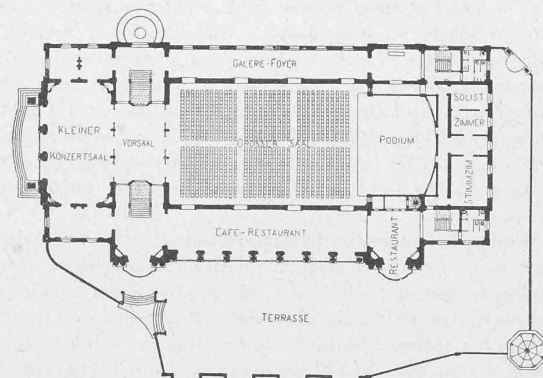 GALERIE-FOYER
SOLIST
ZIMMER
KLEINER
KONZERTSAAL
VORSAAL
GROSSER SAAL
PODIUM
STIMMZIM
CAFE-RESTAURANT
RESTAURANT
TERRASSE